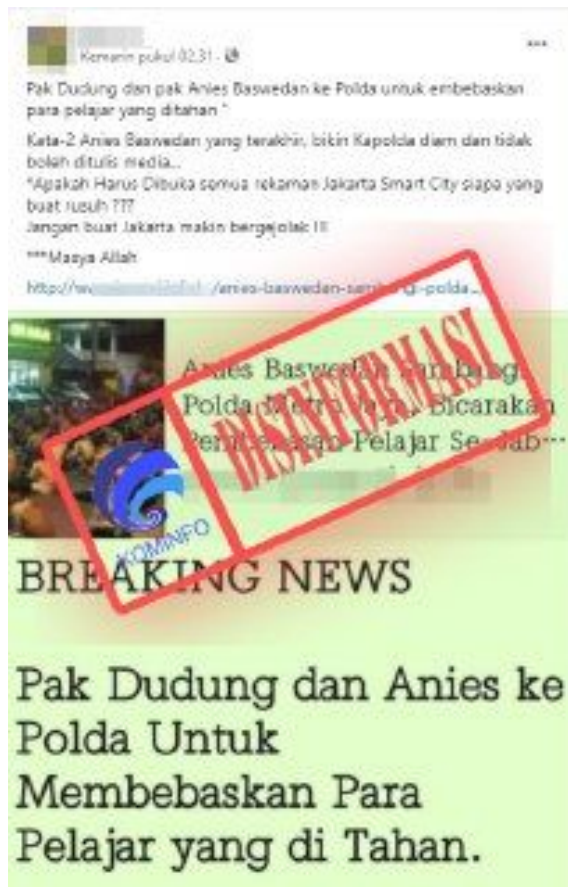 Kemarin pukul 02.31 ·
Pak Dudung dan pak Anies Baswedan ke Polda untuk embebaskan
para pelajar yang ditahan "
Kata-2 Anies Baswedan yang terakhir, bikin Kapolda diam dan tidak
boleh ditulis media...
"Apakah Harus Dibuka semua rekaman Jakarta Smart City siapa yang
buat rusuh ???
Jangan buat Jakarta makin bergejolak !!!
***Masya Allah
/anies-baswedan-
-polda...
Anies Baswedan
Polda Metro Bicarakan
Pelajar Se-Jab...
DISINFORMASI
KOMINFO
BREAKING NEWS
Pak Dudung dan Anies ke
Polda Untuk
Membebaskan Para
Pelajar yang di Tahan.